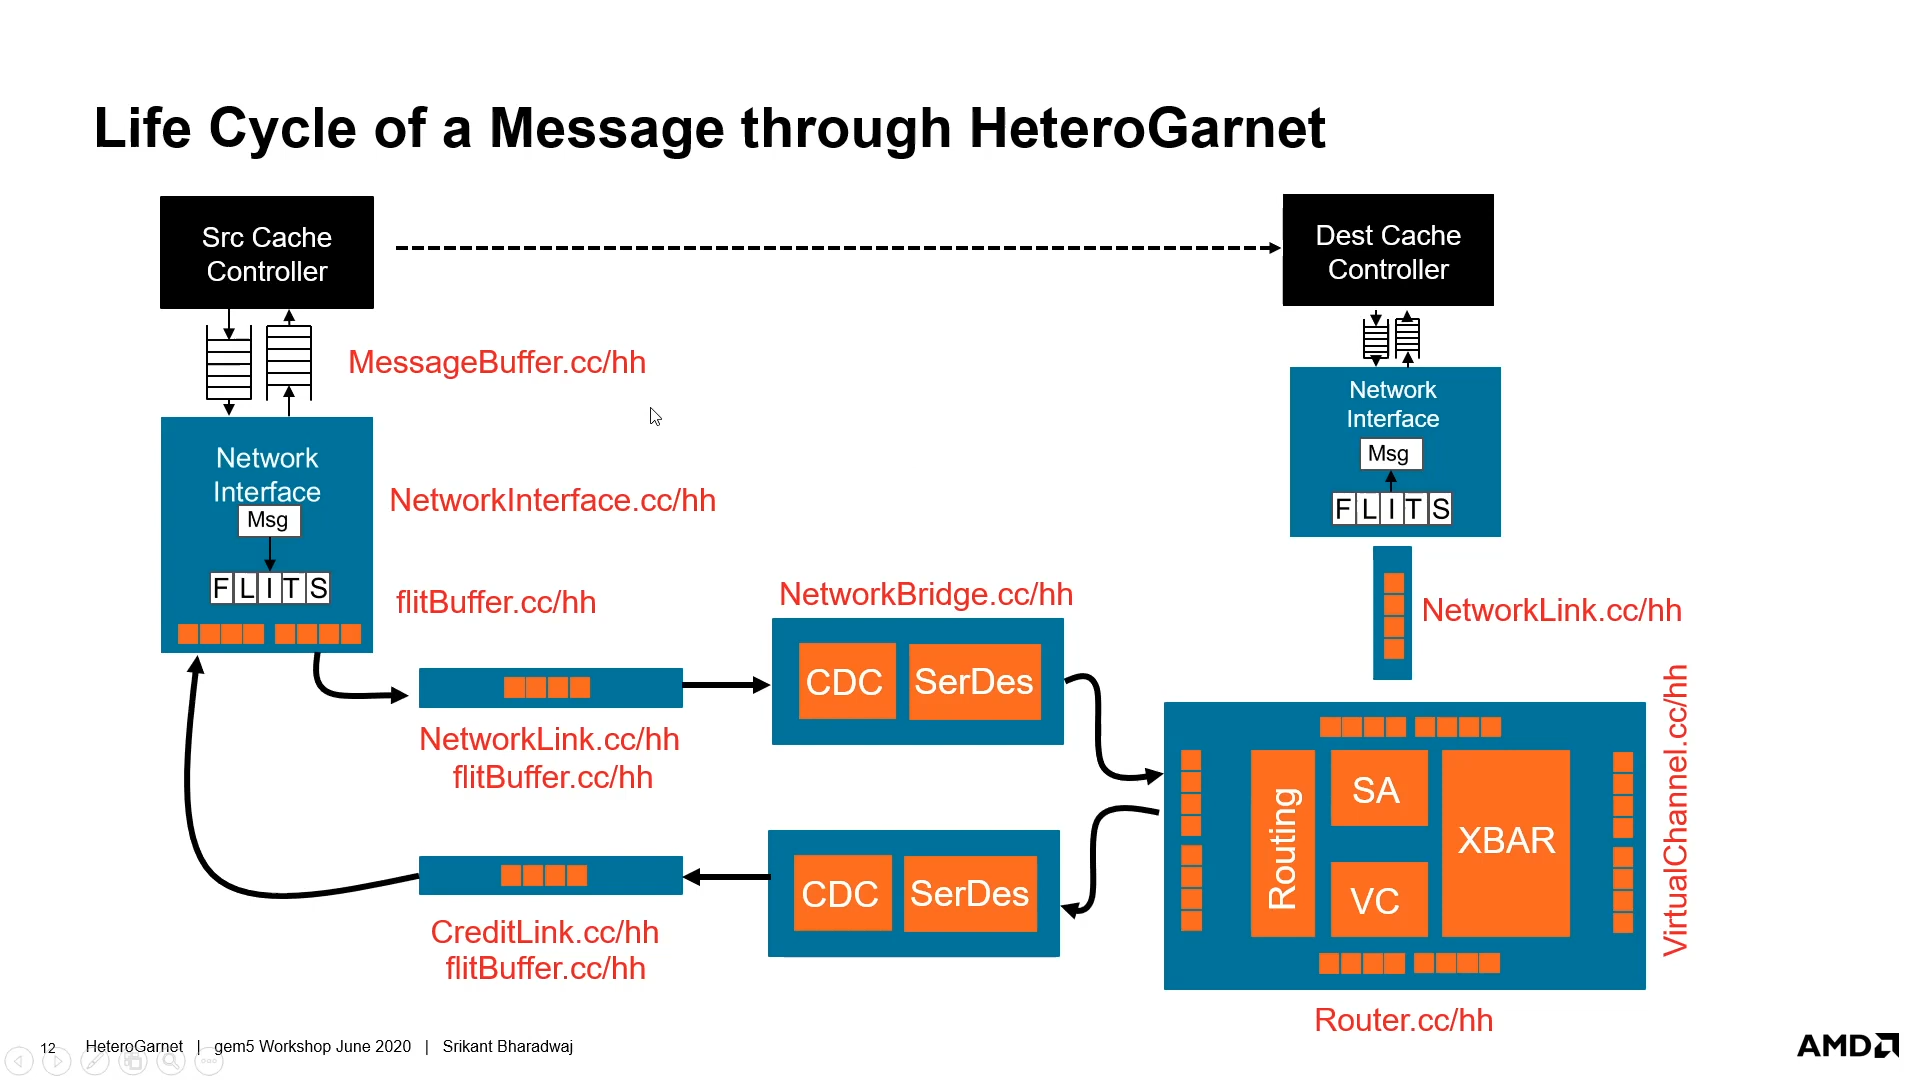 Life Cycle of a Message through HeteroGarnet
Src Cache
Controller
Dest Cache
Controller
MessageBuffer.cc/hh
Network
Interface
Msg
FLITS
NetworkInterface.cc/hh
flitBuffer.cc/hh
Network
Interface
Msg
FLITS
NetworkLink.cc/hh
NetworkBridge.cc/hh
CDC
SerDes
NetworkLink.cc/hh
flitBuffer.cc/hh
CDC
SerDes
CreditLink.cc/hh
flitBuffer.cc/hh
Routing
SA
VC
XBAR
VirtualChannel.cc/hh
Router.cc/hh
12
HeteroGarnet | gem5 Workshop June 2020 | Srikant Bharadwaj
AMD